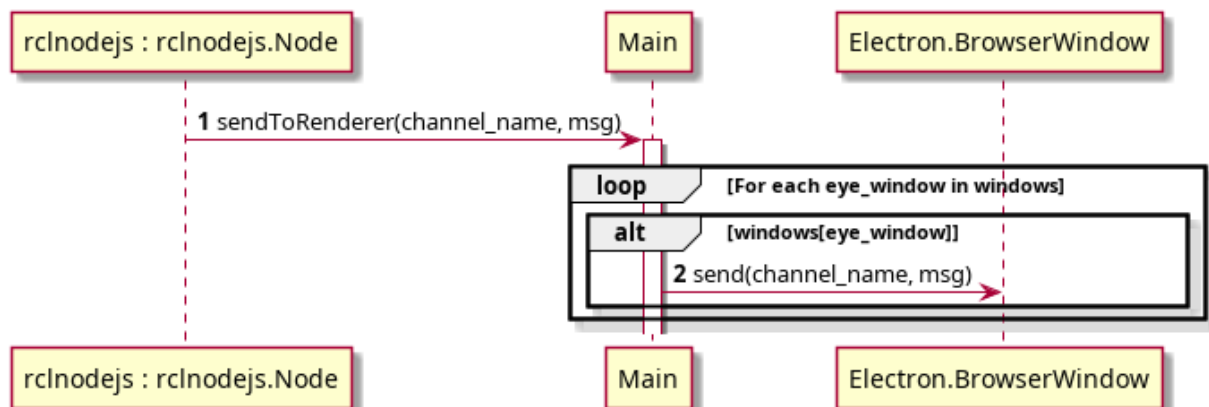 rclnodejs : rclnodejs.Node
Main
Electron.BrowserWindow
1 sendToRenderer(channel_name, msg)
loop [For each eye_window in windows]
alt [windows[eye_window]]
2 send(channel_name, msg)
rclnodejs : rclnodejs.Node
Main
Electron.BrowserWindow